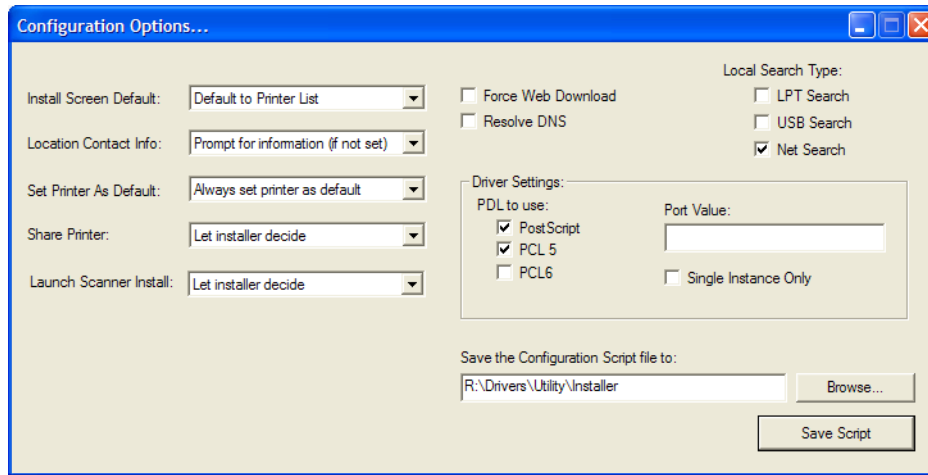 Configuration Options...
Install Screen Default: Default to Printer List
Location Contact Info: Prompt for information (if not set)
Set Printer As Default: Always set printer as default
Share Printer: Let installer decide
Launch Scanner Install: Let installer decide
Force Web Download
Resolve DNS
Local Search Type:
LPT Search
USB Search
Net Search
Driver Settings:
PDL to use:
PostScript
PCL 5
PCL6
Port Value:
Single Instance Only
Save the Configuration Script file to:
R:\Drivers\Utility\Installer
Browse...
Save Script